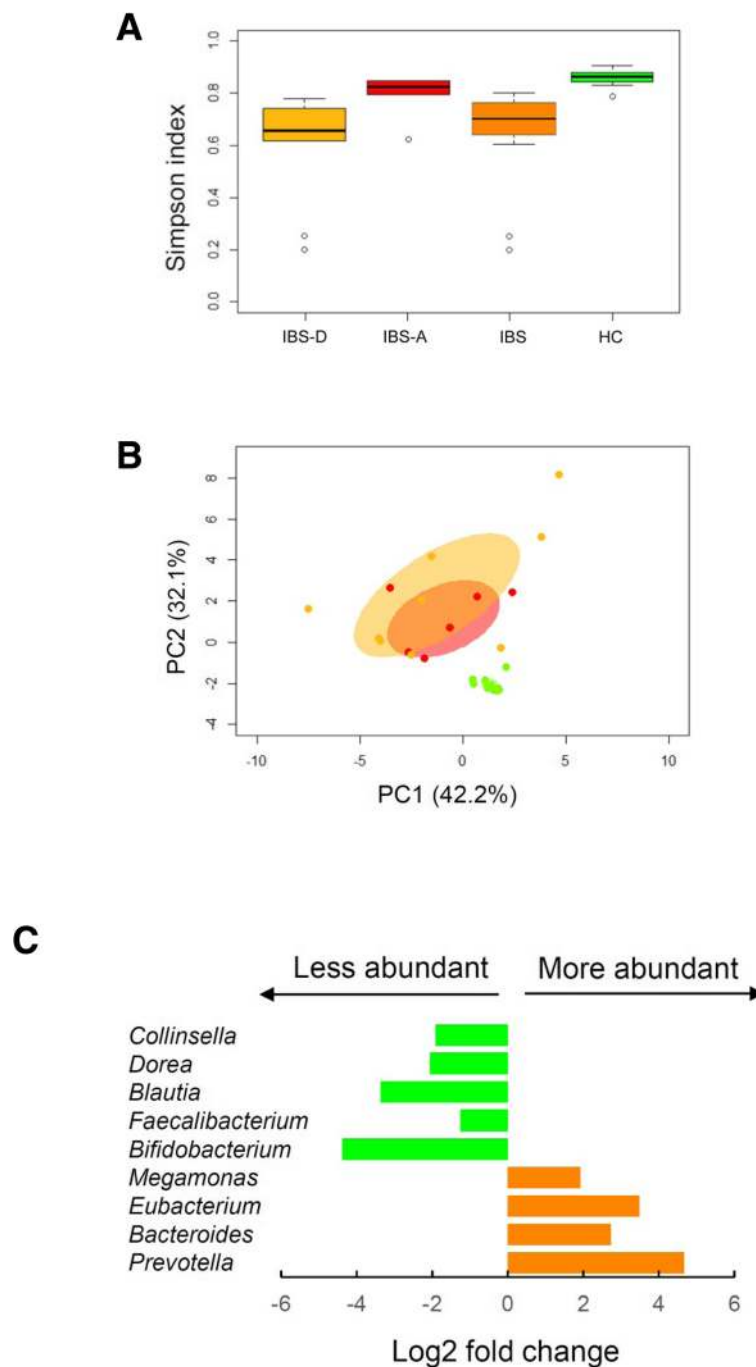 A
Simpson index
1.0
0.8
0.6
0.4
0.2
0.0
IBS-D IBS-A IBS HC
B
PC2 (32.1%)
8
6
4
2
0
-2
-4
-10 -5 0 5 10
PC1 (42.2%)
C
Less abundant More abundant
Collinsella
Dorea
Blautia
Faecalibacterium
Bifidobacterium
Megamonas
Eubacterium
Bacteroides
Prevotella
-6 -4 -2 0 2 4 6
Log2 fold change